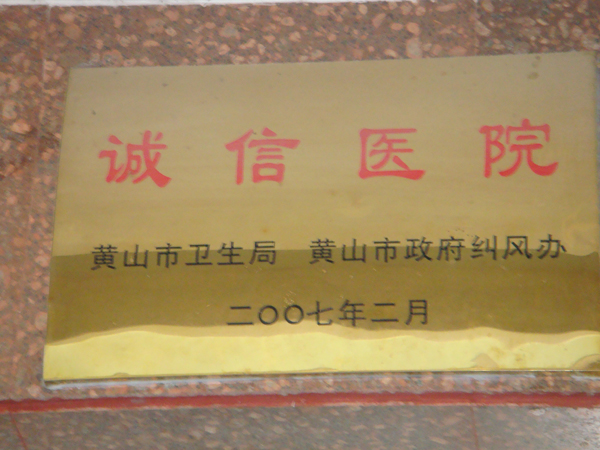 诚信医院
黄山市卫生局 黄山市政府纠风办
二〇〇七年二月